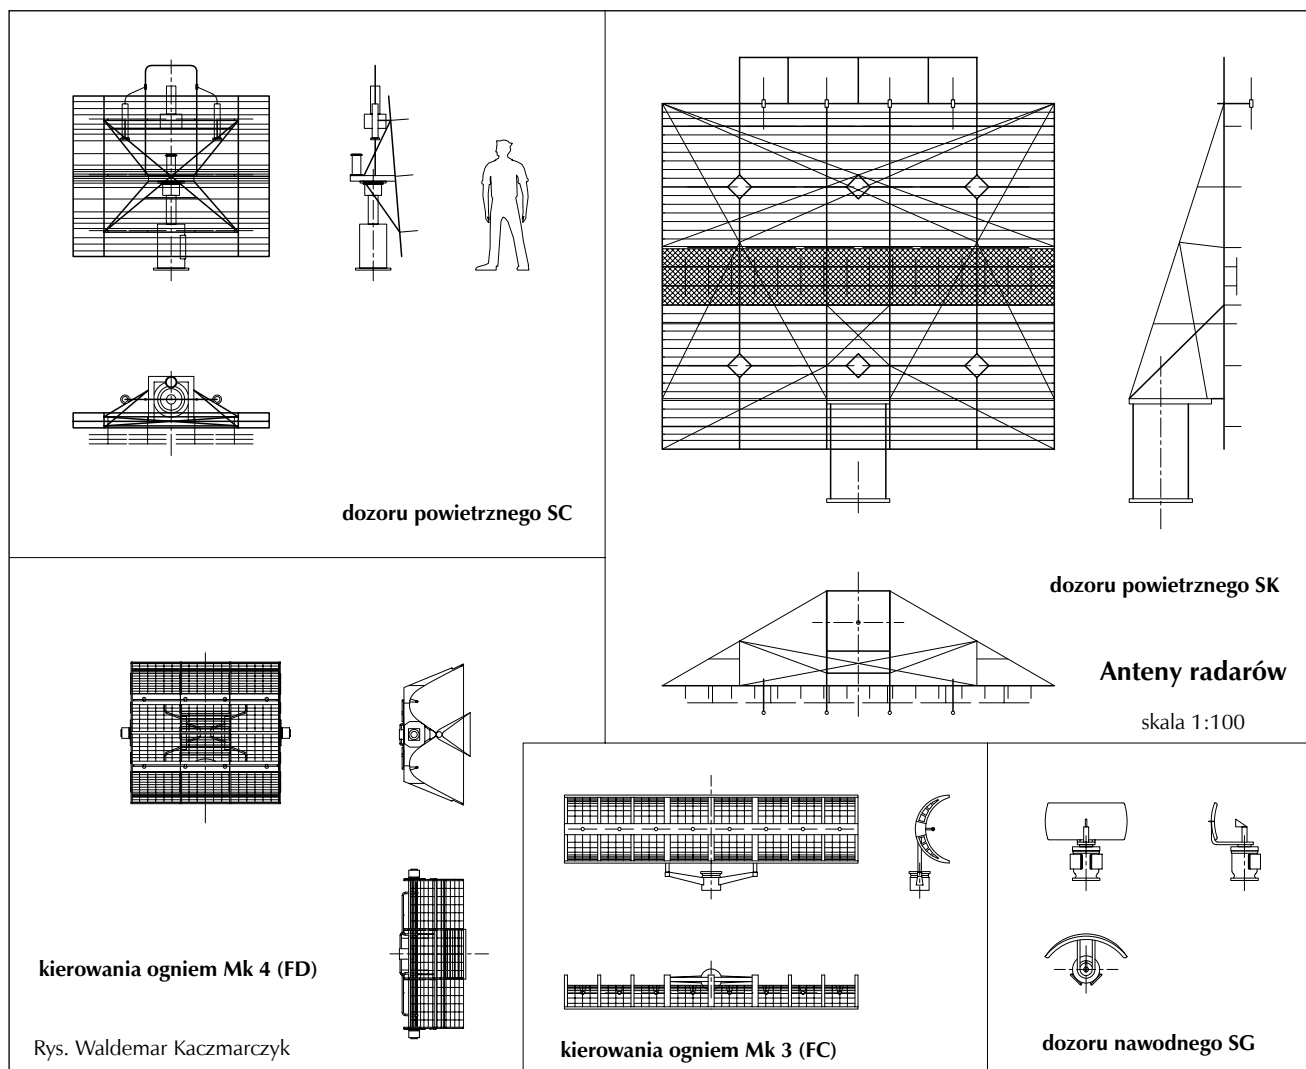 dozoru powietrznego SC
dozoru powietrznego SK
Anteny radarów
skala 1:100
kierowania ogniem Mk 4 (FD)
Rys. Waldemar Kaczmarczyk
kierowania ogniem Mk 3 (FC)
dozoru nawodnego SG